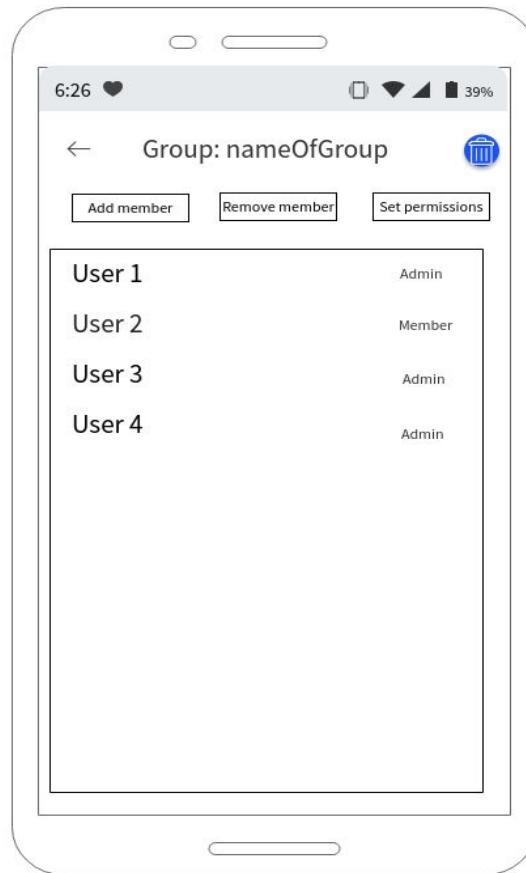 6:26 39%
Group: nameOfGroup
Add member Remove member Set permissions
User 1 Admin
User 2 Member
User 3 Admin
User 4 Admin